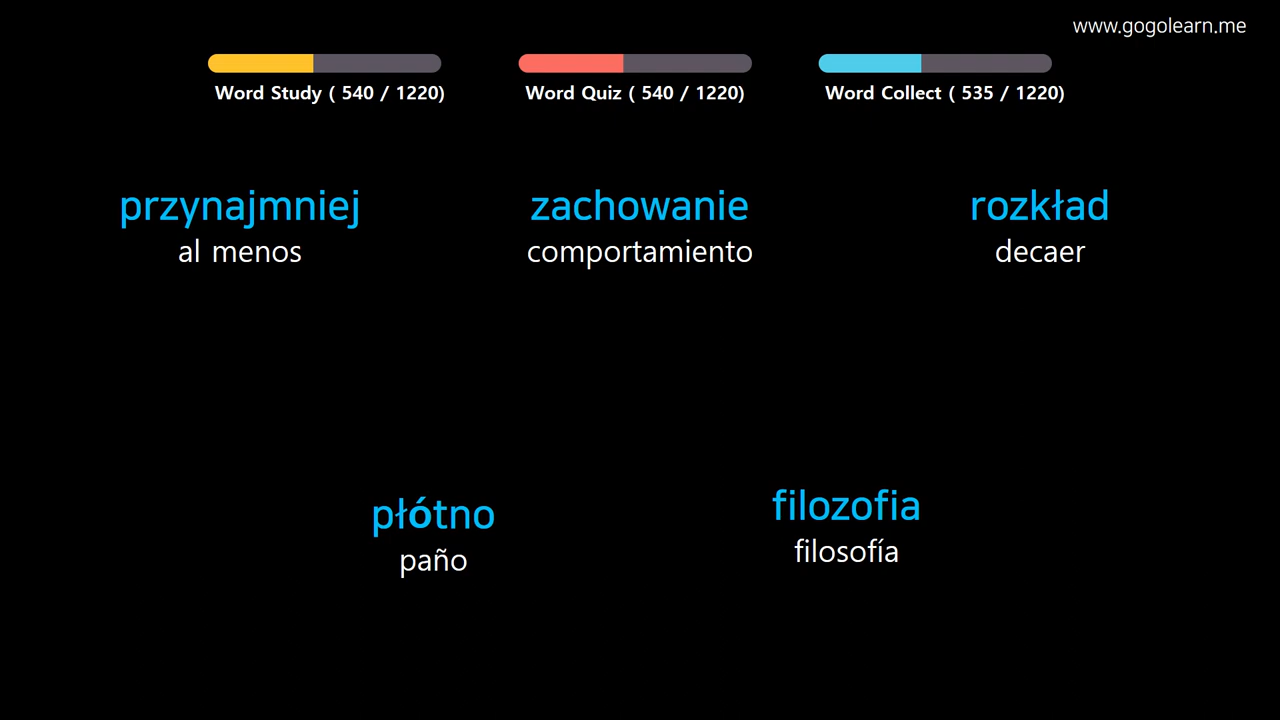 www.gogolearn.me
Word Study ( 540 / 1220)
Word Quiz ( 540 / 1220)
Word Collect ( 535 / 1220)
przynajmniej
al menos
zachowanie
comportamiento
rozkład
decaer
płótno
paño
filozofia
filosofía